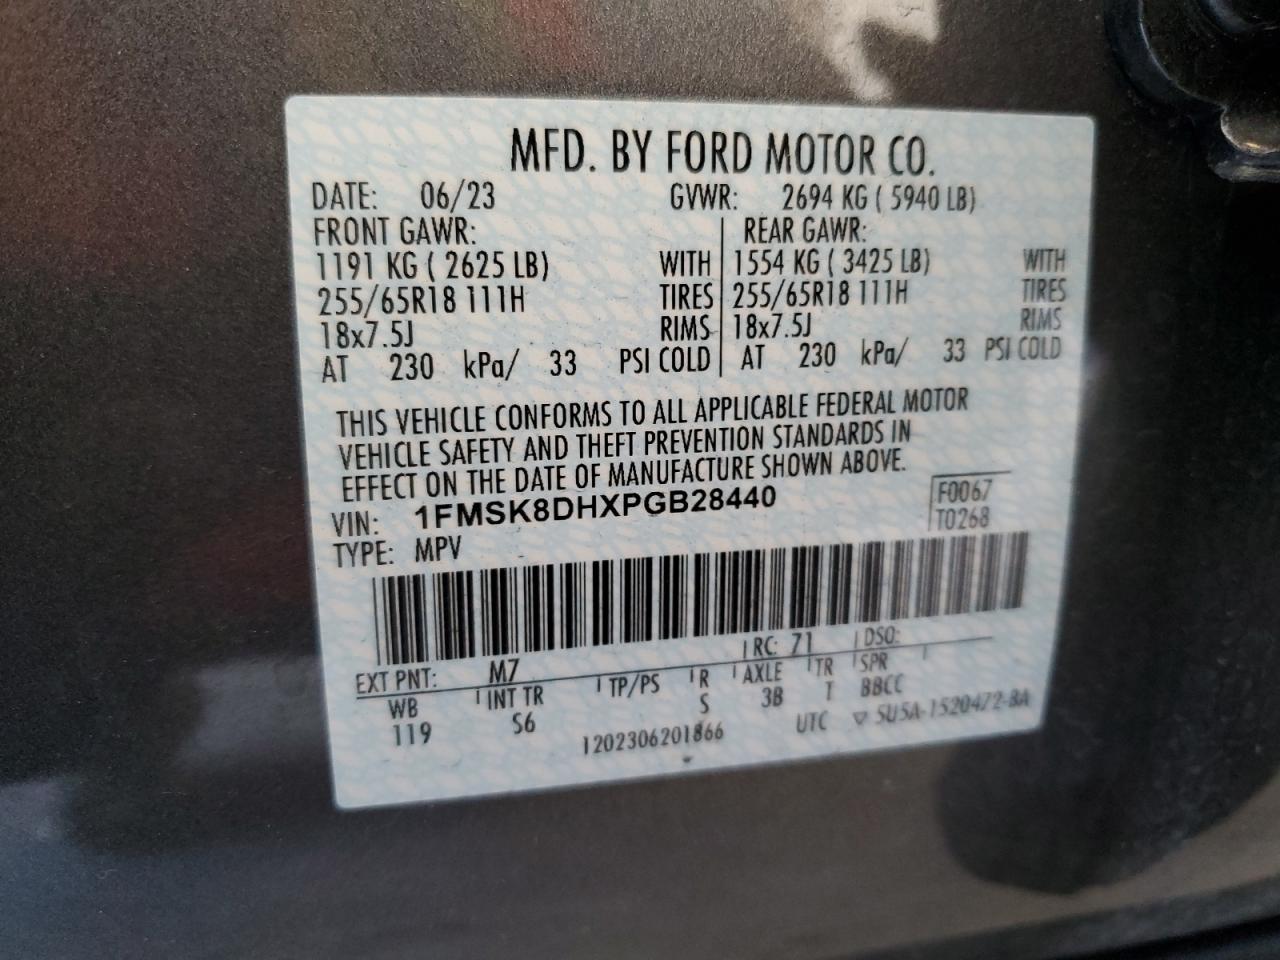 MFD. BY FORD MOTOR CO.
DATE: 06/23 GVWR: 2694 KG ( 5940 LB)
FRONT GAWR: REAR GAWR:
1191 KG ( 2625 LB) WITH 1554 KG ( 3425 LB) WITH
255/65R18 111H TIRES 255/65R18 111H TIRES
18x7.5J RIMS 18x7.5J RIMS
AT 230 kPa/ 33 PSI COLD AT 230 kPa/ 33 PSI COLD
THIS VEHICLE CONFORMS TO ALL APPLICABLE FEDERAL MOTOR
VEHICLE SAFETY AND THEFT PREVENTION STANDARDS IN
EFFECT ON THE DATE OF MANUFACTURE SHOWN ABOVE.
VIN: 1FMSK8DHXPGB28440 F0067
TYPE: MPV T0268
EXT PNT: M7 RC: 71 DSO:
WB INT TR TP/PS R AXLE TR SPR
119 S6 S 3B T BBCC
1202306201866 UTC ▽ 5U5A-1520472-BA